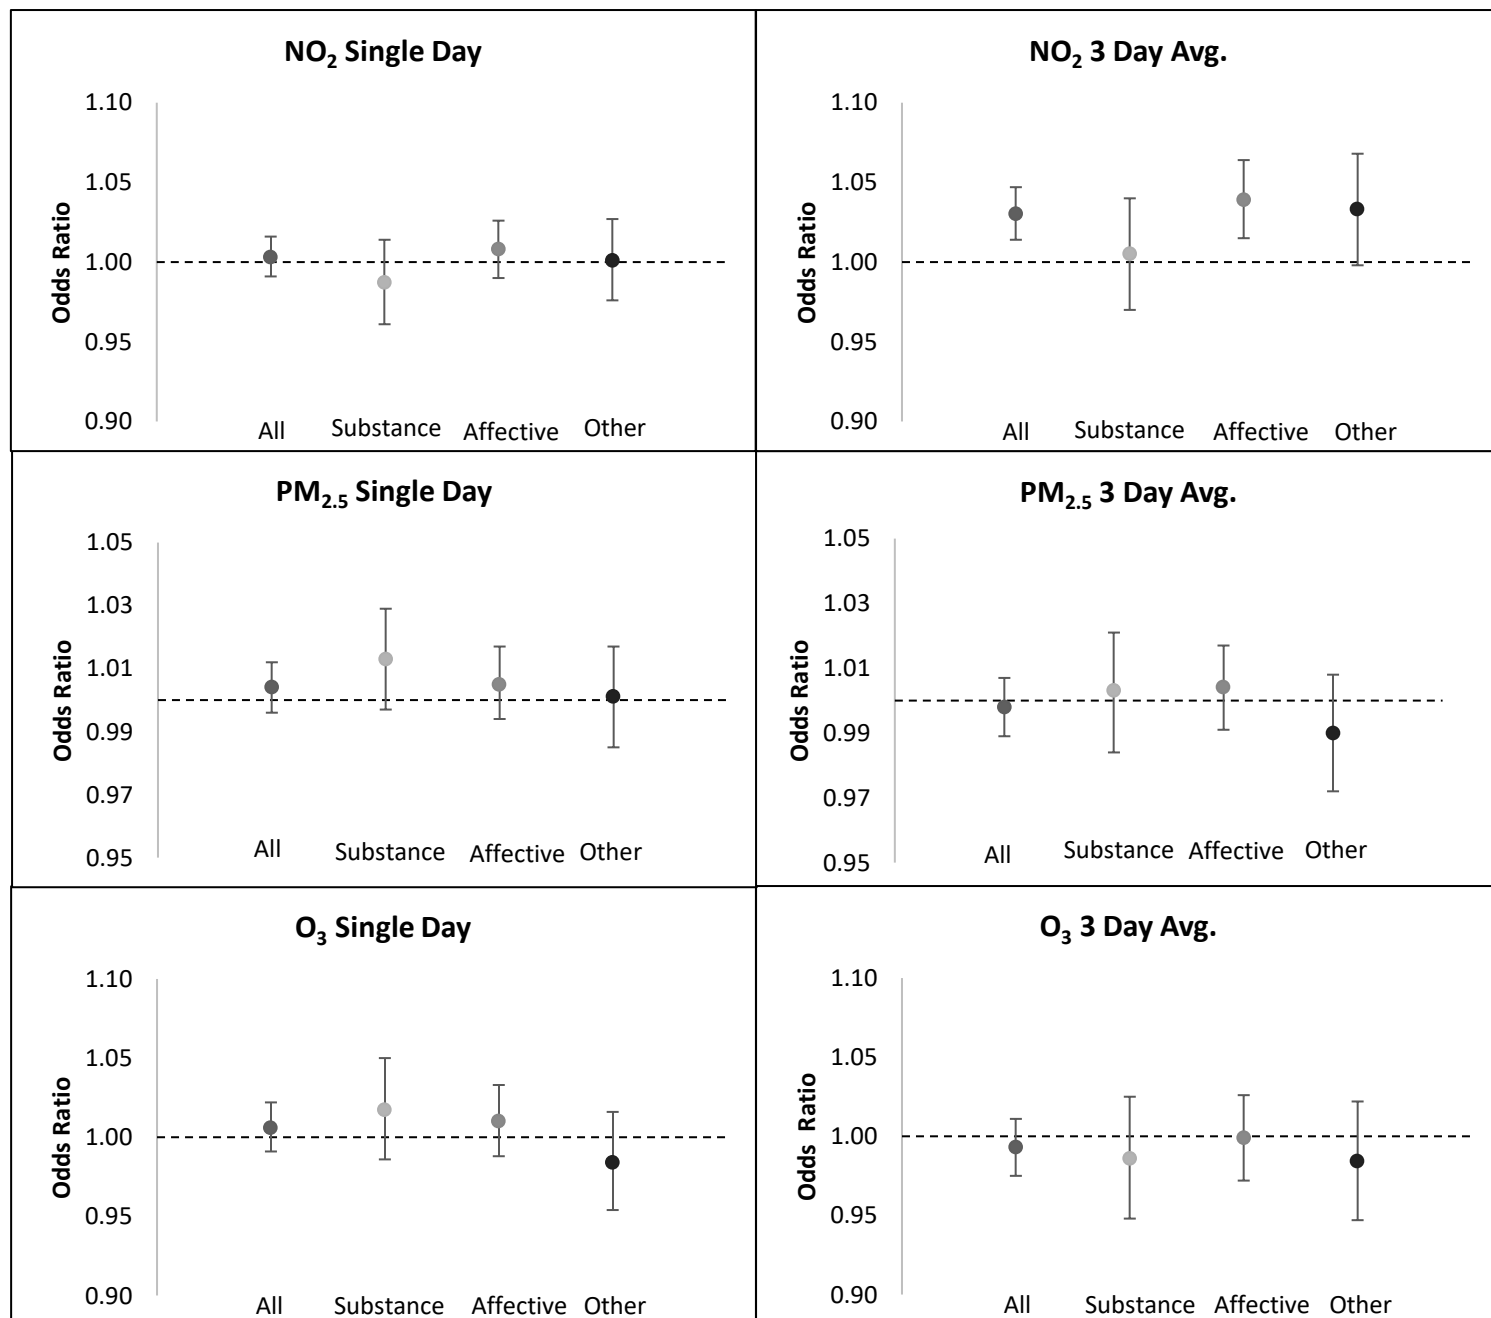 NO₂ Single Day
1.10
1.05
1.00
0.95
0.90
Odds Ratio
All Substance Affective Other
NO₂ 3 Day Avg.
1.10
1.05
1.00
0.95
0.90
Odds Ratio
All Substance Affective Other
PM₂.₅ Single Day
1.05
1.03
1.01
0.99
0.97
0.95
Odds Ratio
All Substance Affective Other
PM₂.₅ 3 Day Avg.
1.05
1.03
1.01
0.99
0.97
0.95
Odds Ratio
All Substance Affective Other
O₃ Single Day
1.10
1.05
1.00
0.95
0.90
Odds Ratio
All Substance Affective Other
O₃ 3 Day Avg.
1.10
1.05
1.00
0.95
0.90
Odds Ratio
All Substance Affective Other